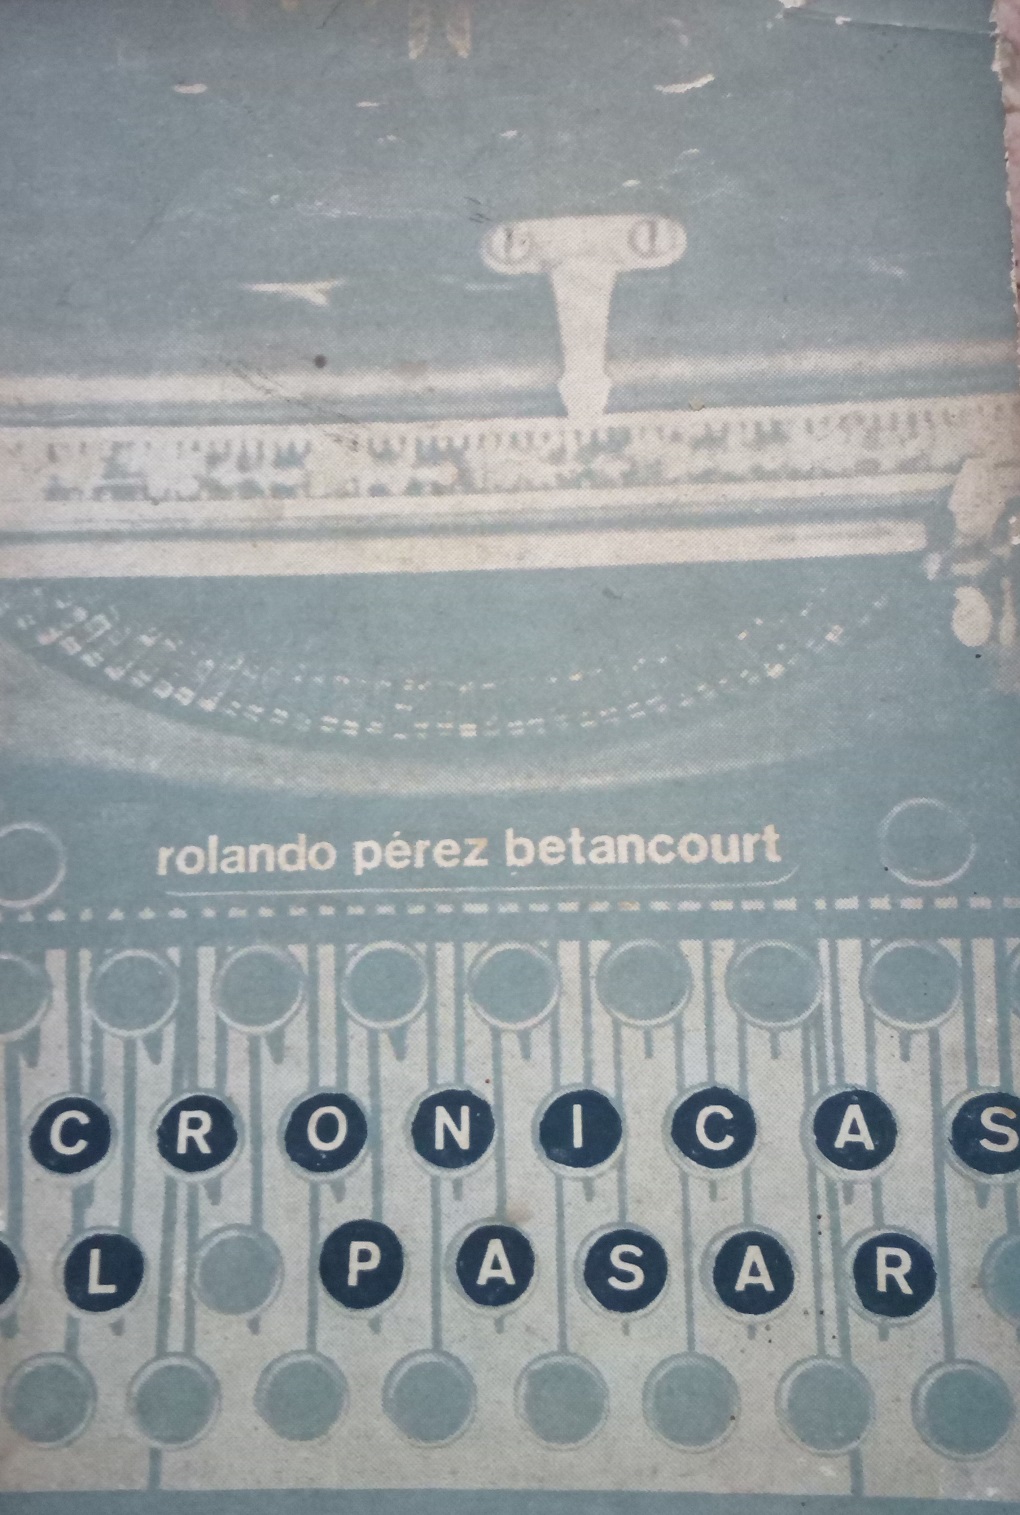 rolando pérez betancourt
CRONICAS
L PASAR